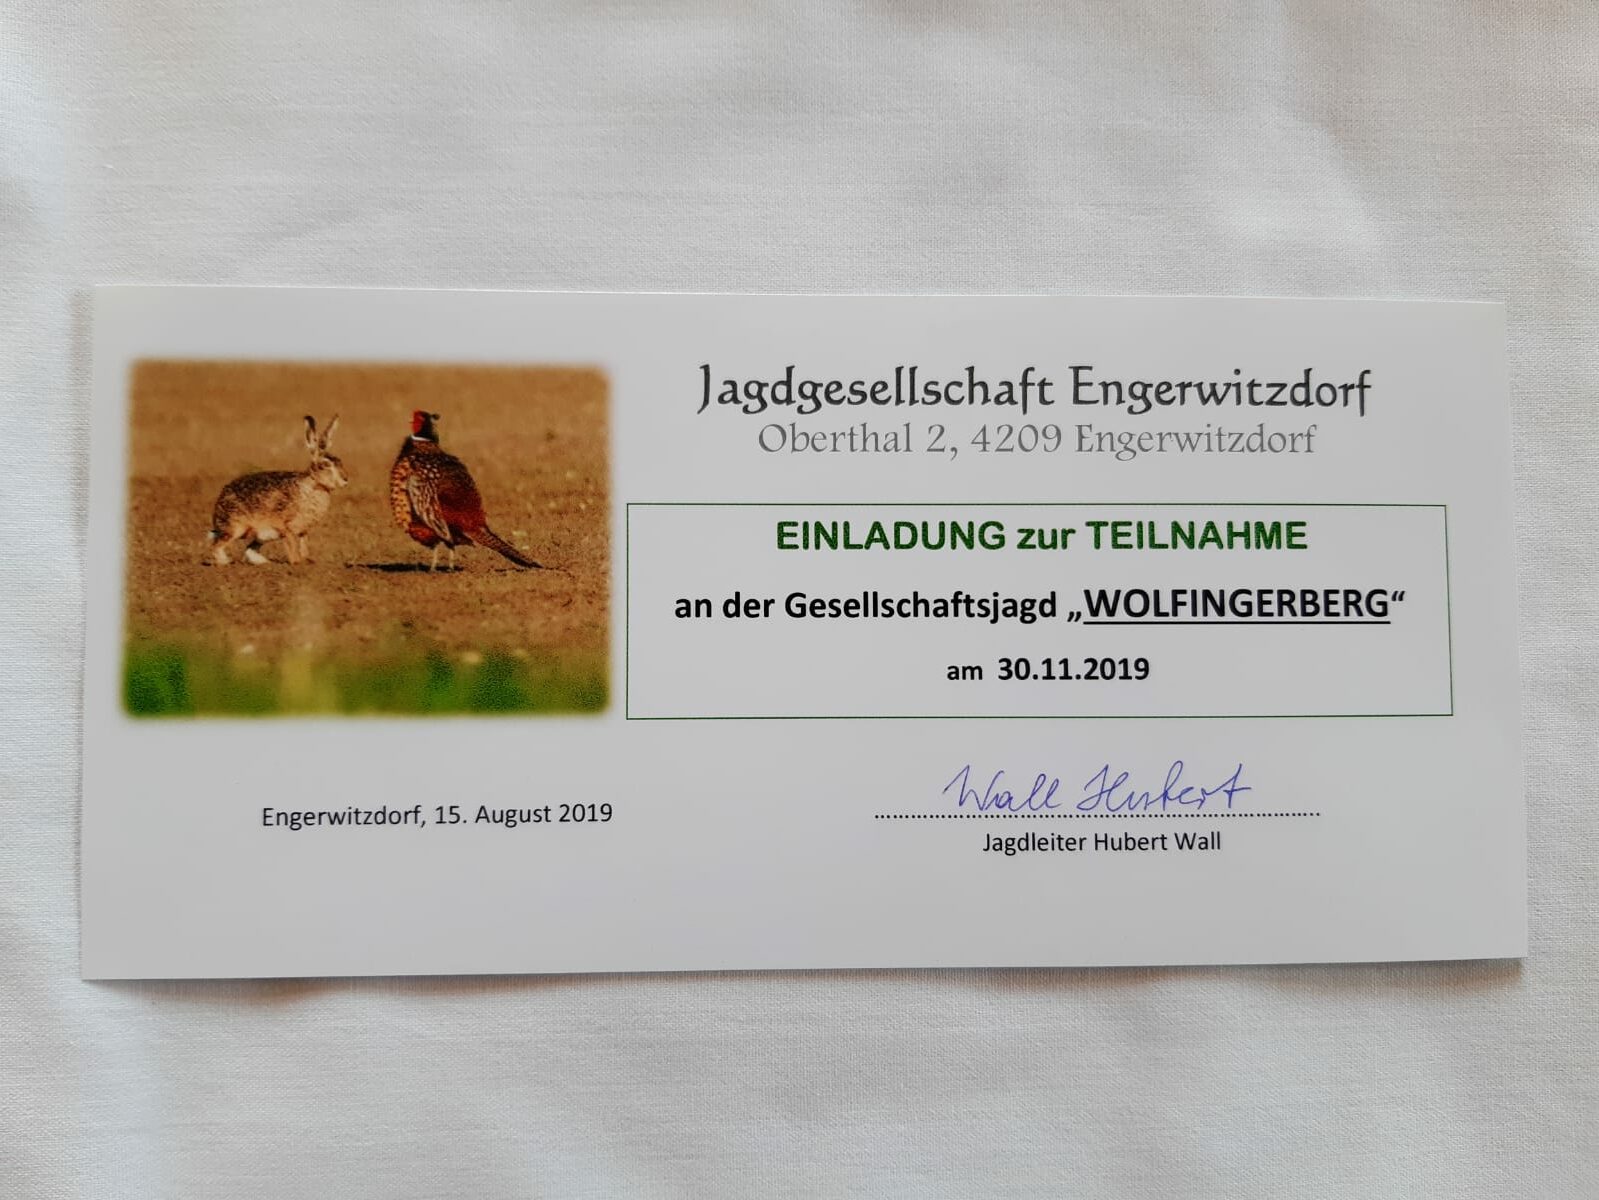 Jagdgesellschaft Engerwitzdorf
Oberthal 2, 4209 Engerwitzdorf
EINLADUNG zur TEILNAHME
an der Gesellschaftsjagd „WOLFINGERBERG“
am 30.11.2019
Wall Hubert
Engerwitzdorf, 15. August 2019
Jagdleiter Hubert Wall